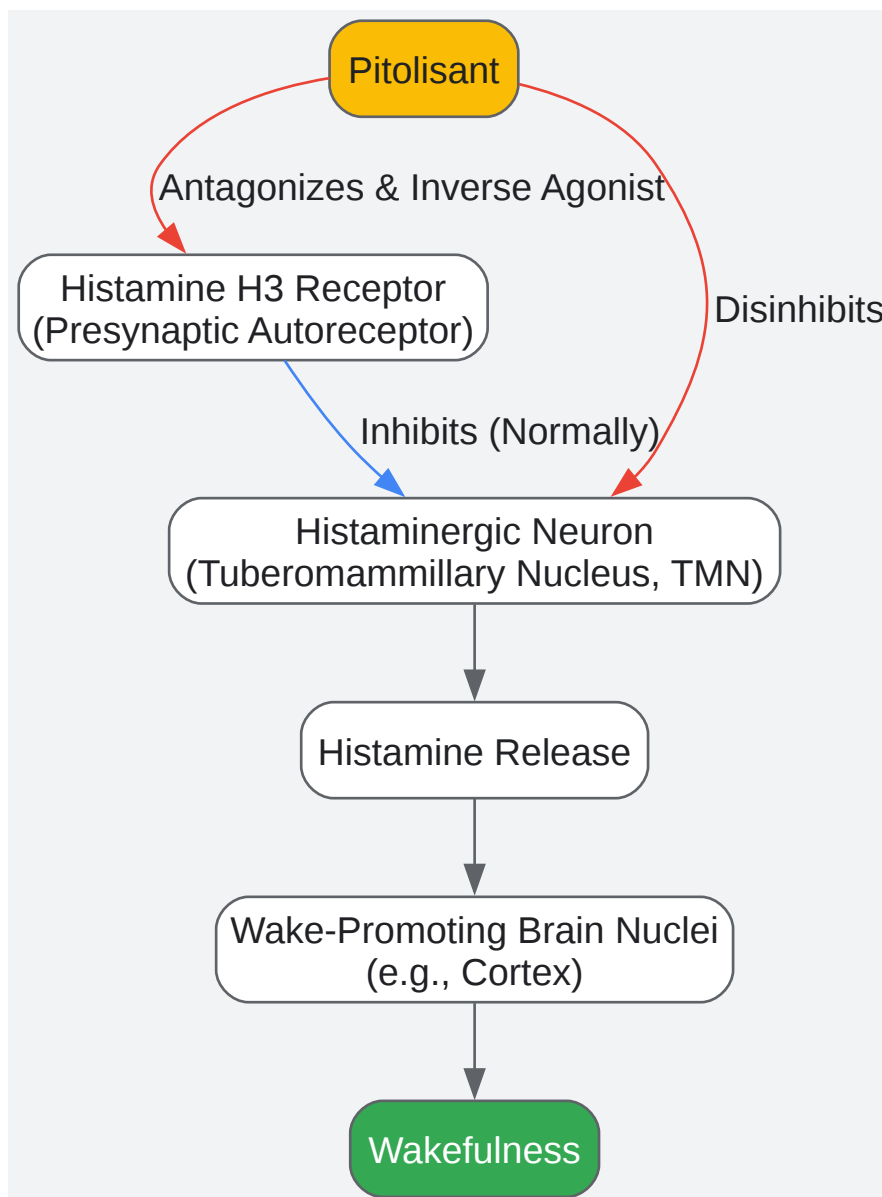 Pitolisant
Antagonizes & Inverse Agonist
Histamine H3 Receptor
(Presynaptic Autoreceptor)
Disinhibits
Inhibits (Normally)
Histaminergic Neuron
(Tuberomammillary Nucleus, TMN)
Histamine Release
Wake-Promoting Brain Nuclei
(e.g., Cortex)
Wakefulness